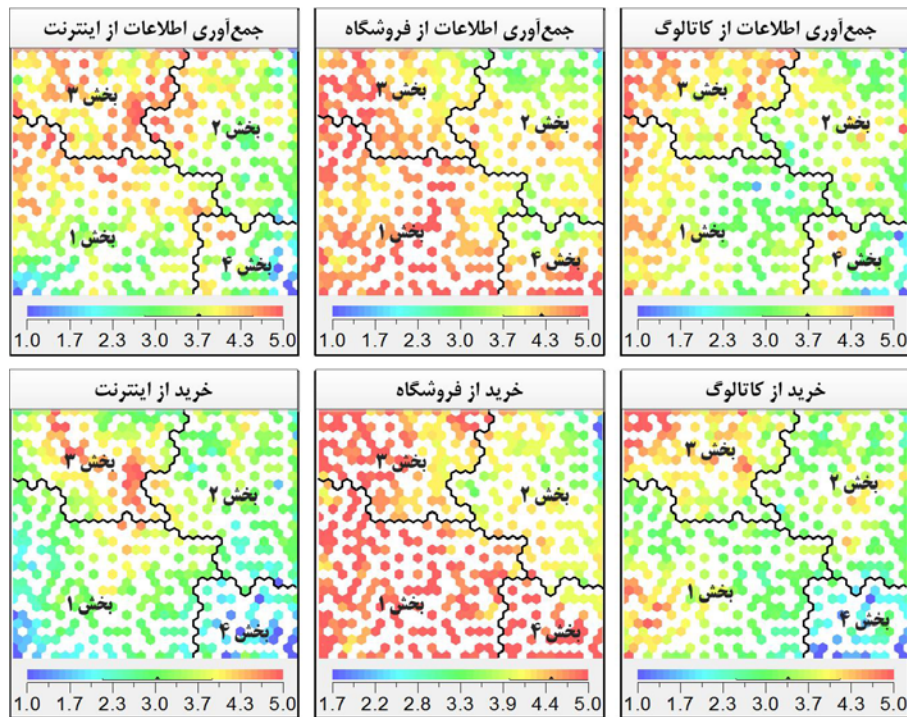 جمع‌آوری اطلاعات از کاتالوگ
بخش ۳
بخش ۲
بخش ۱
بخش ۴
1.0 1.7 2.3 3.0 3.7 4.3 5.0
جمع‌آوری اطلاعات از فروشگاه
بخش ۳
بخش ۲
بخش ۱
بخش ۴
1.0 1.7 2.3 3.0 3.7 4.3 5.0
جمع‌آوری اطلاعات از اینترنت
بخش ۳
بخش ۲
بخش ۱
بخش ۴
1.0 1.7 2.3 3.0 3.7 4.3 5.0
خرید از کاتالوگ
بخش ۳
بخش ۲
بخش ۱
بخش ۴
1.0 1.7 2.3 3.0 3.7 4.3 5.0
خرید از فروشگاه
بخش ۳
بخش ۲
بخش ۱
بخش ۴
1.7 2.2 2.8 3.3 3.9 4.4 5.0
خرید از اینترنت
بخش ۳
بخش ۲
بخش ۱
بخش ۴
1.0 1.7 2.3 3.0 3.7 4.3 5.0